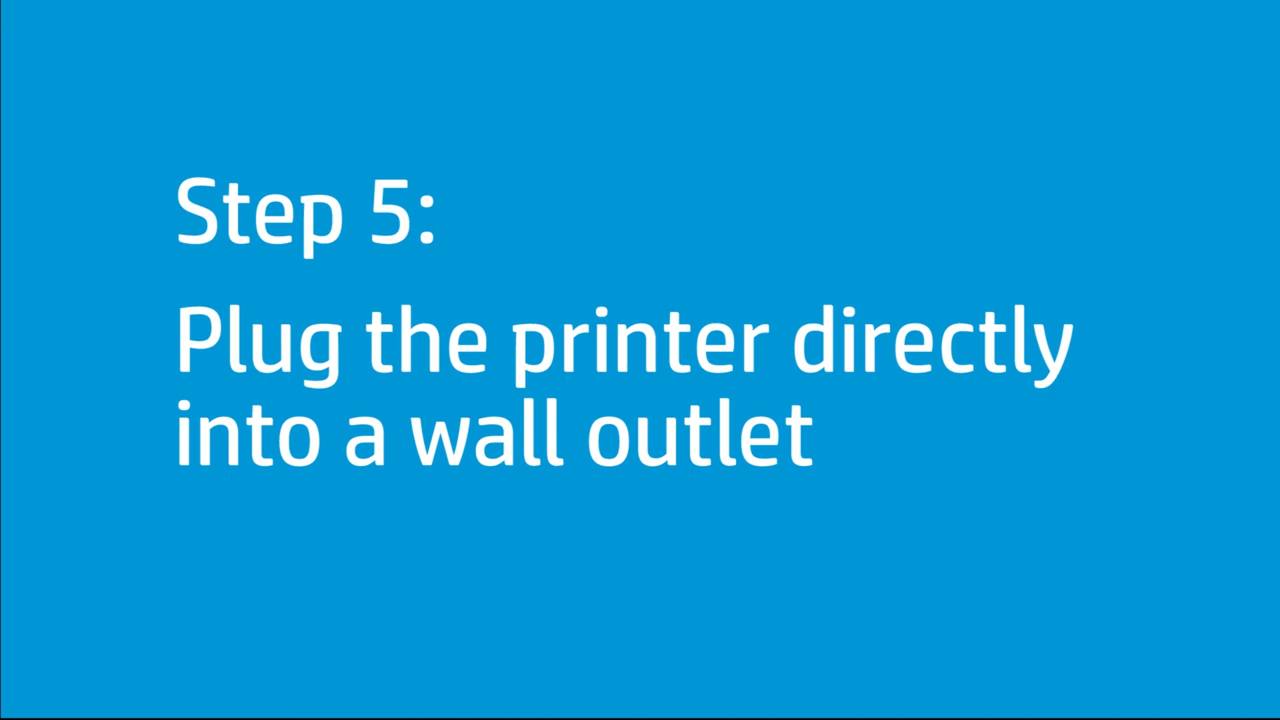 Step 5:
Plug the printer directly
into a wall outlet